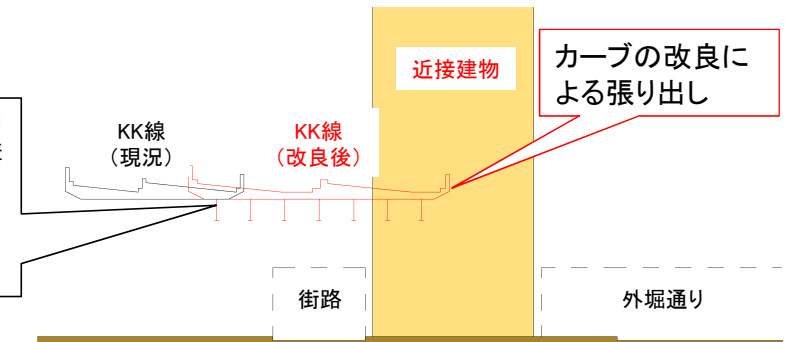 近接建物
カーブの改良に
よる張り出し
KK線
（現況）
KK線
（改良後）
街路
外堀通り